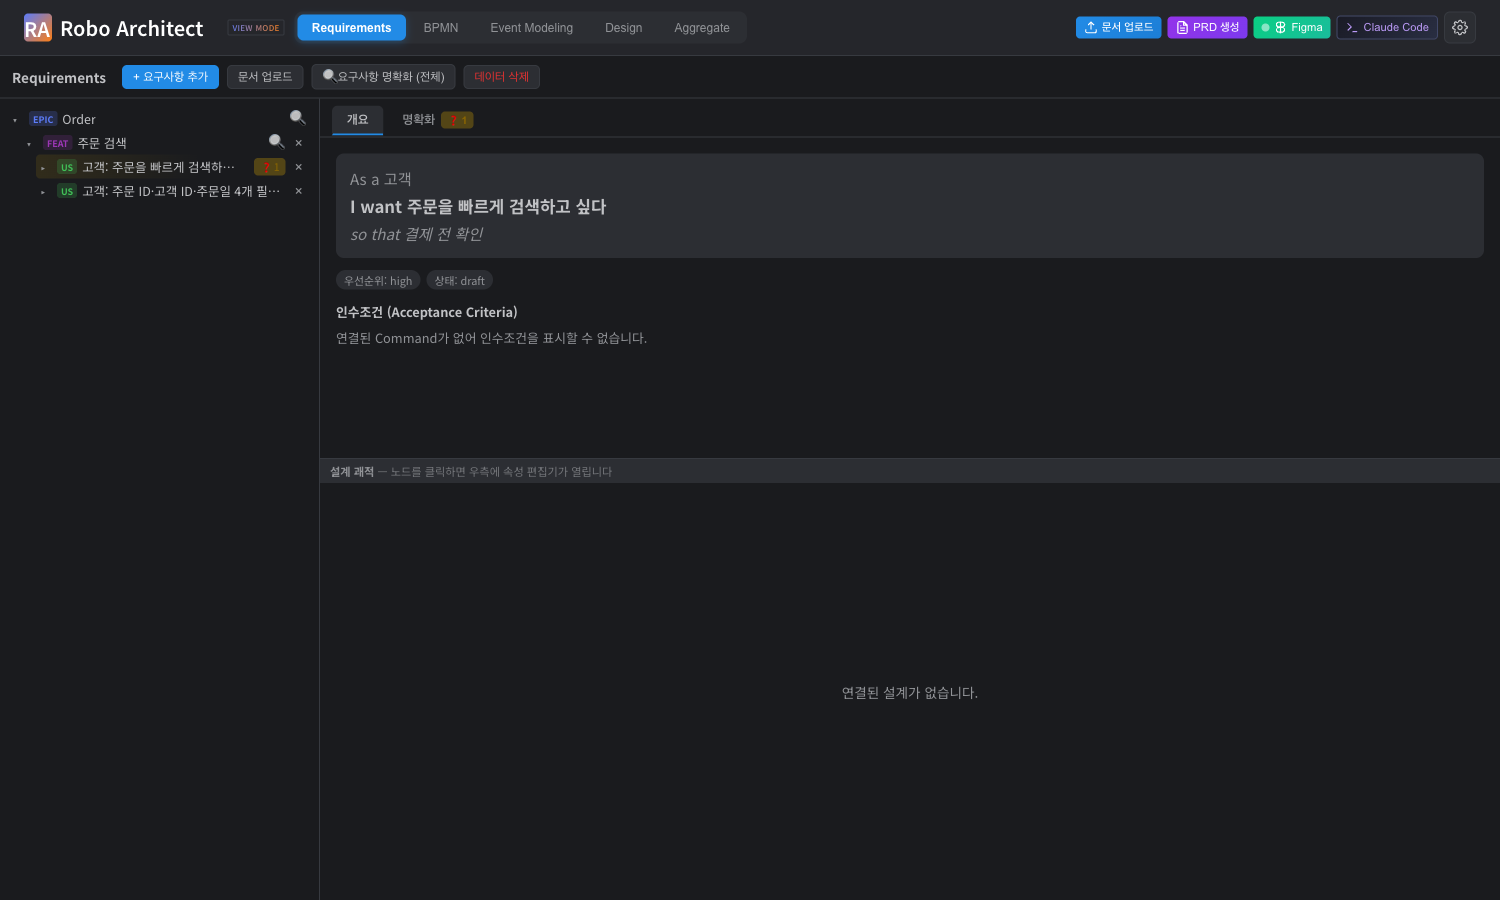 RA Robo Architect VIEW MODE Requirements BPMN Event Modeling Design Aggregate 문서 업로드 PRD 생성 Figma >_ Claude Code
Requirements + 요구사항 추가 문서 업로드 요구사항 명확화 (전체) 데이터 삭제
EPIC Order
FEAT 주문 검색 ×
US 고객: 주문을 빠르게 검색하··· ? 1 ×
US 고객: 주문 ID·고객 ID·주문일 4개 필··· ×
개요 명확화 ? 1
As a 고객
I want 주문을 빠르게 검색하고 싶다
so that 결제 전 확인
우선순위: high 상태: draft
인수조건 (Acceptance Criteria)
연결된 Command가 없어 인수조건을 표시할 수 없습니다.
설계 궤적 — 노드를 클릭하면 우측에 속성 편집기가 열립니다
연결된 설계가 없습니다.